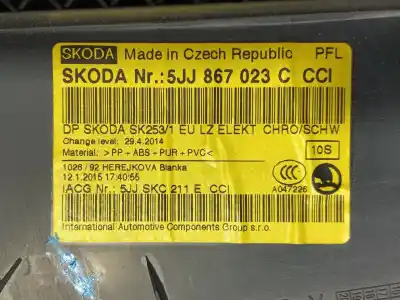 SKODA Made in Czech Republic PFL
SKODA Nr.: 5JJ 867 023 C CCI
DP SKODA SK253/1 EU LZ ELEKT CHRO/SCHW
Change level: 29.4.2014
Material: >PP+ABS+PUR+PVC<
10S
1026/92 HEREJKOVA Blanka
12.1.2015 17:40:55
CCC
A047226
IACG Nr.: 5JJ SKC 211 E CCI
International Automotive Components Group s.r.o.